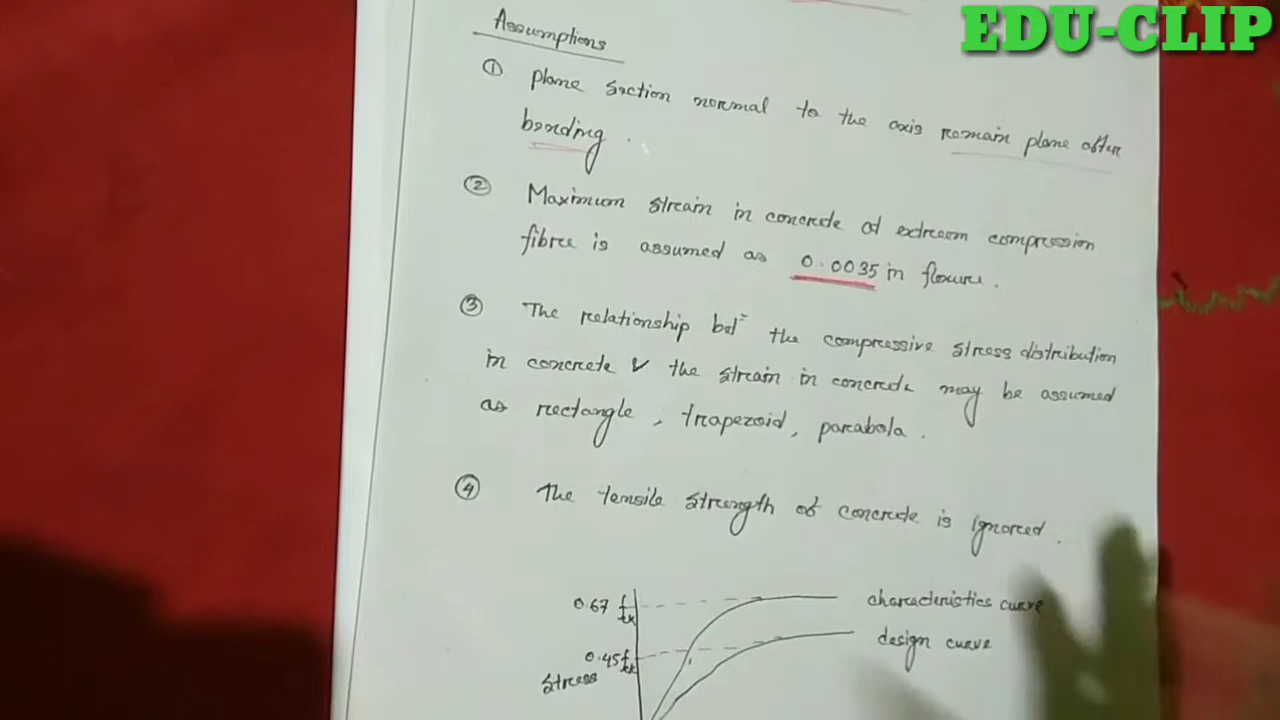 EDU-CLIP
Assumptions
① plane section normal to the axis remain plane after
bending.
② Maximum strain in concrete at extream compression
fibre is assumed as 0.0035 in flexure.
③ The relationship betⁿ the compressive stress distribution
in concrete & the strain in concrete may be assumed
as rectangle, trapezoid, parabola.
④ The tensile strength of concrete is ignored.
0.67 fck
characteristics curve
design curve
0.45fck
stress